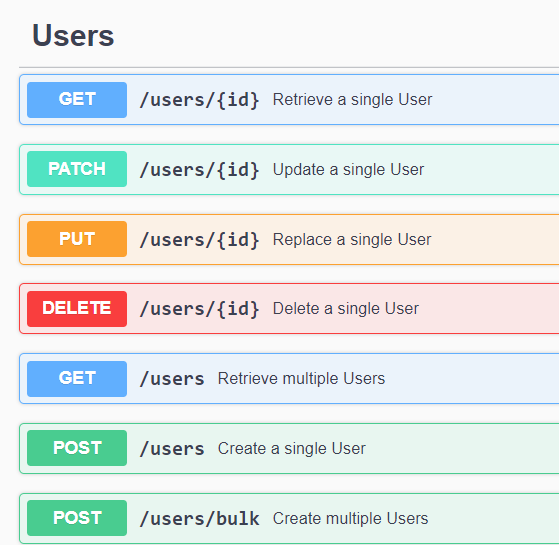 Users
GET /users/{id} Retrieve a single User
PATCH /users/{id} Update a single User
PUT /users/{id} Replace a single User
DELETE /users/{id} Delete a single User
GET /users Retrieve multiple Users
POST /users Create a single User
POST /users/bulk Create multiple Users